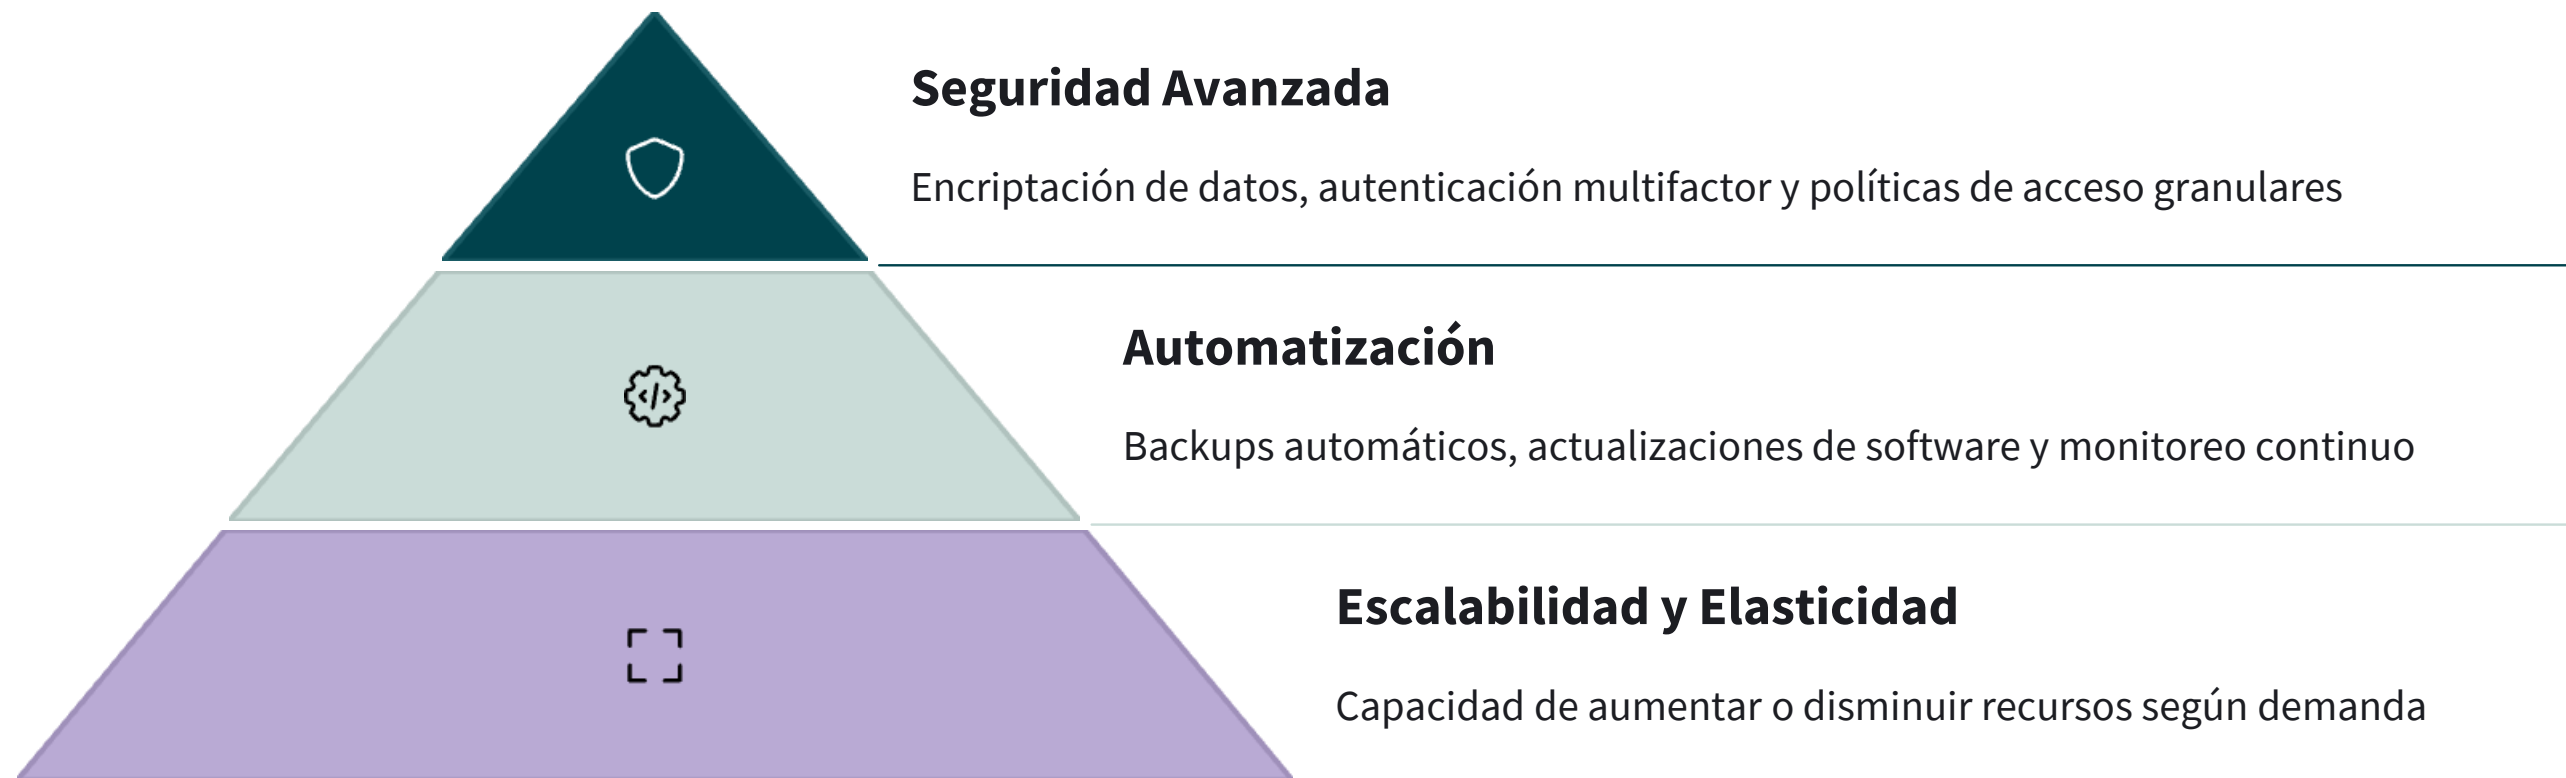 Seguridad Avanzada
Encriptación de datos, autenticación multifactor y políticas de acceso granulares
Automatización
Backups automáticos, actualizaciones de software y monitoreo continuo
Escalabilidad y Elasticidad
Capacidad de aumentar o disminuir recursos según demanda